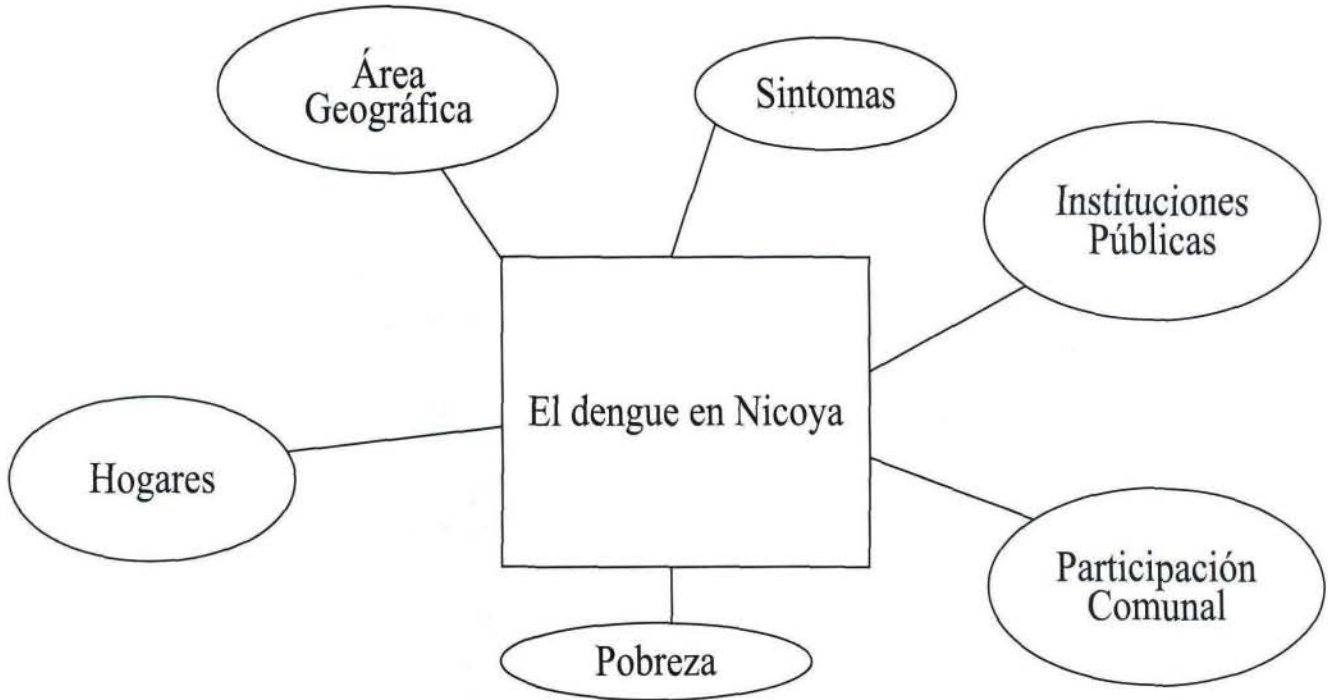 Área
Geográfica
Sintomas
Instituciones
Públicas
El dengue en Nicoya
Hogares
Participación
Comunal
Pobreza